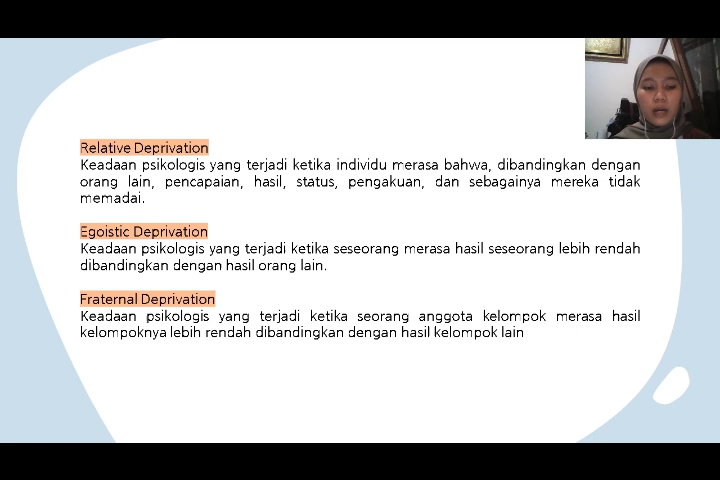 Relative Deprivation
Keadaan psikologis yang terjadi ketika individu merasa bahwa, dibandingkan dengan
orang lain, pencapaian, hasil, status, pengakuan, dan sebagainya mereka tidak
memadai.
Egoistic Deprivation
Keadaan psikologis yang terjadi ketika seseorang merasa hasil seseorang lebih rendah
dibandingkan dengan hasil orang lain.
Fraternal Deprivation
Keadaan psikologis yang terjadi ketika seorang anggota kelompok merasa hasil
kelompoknya lebih rendah dibandingkan dengan hasil kelompok lain